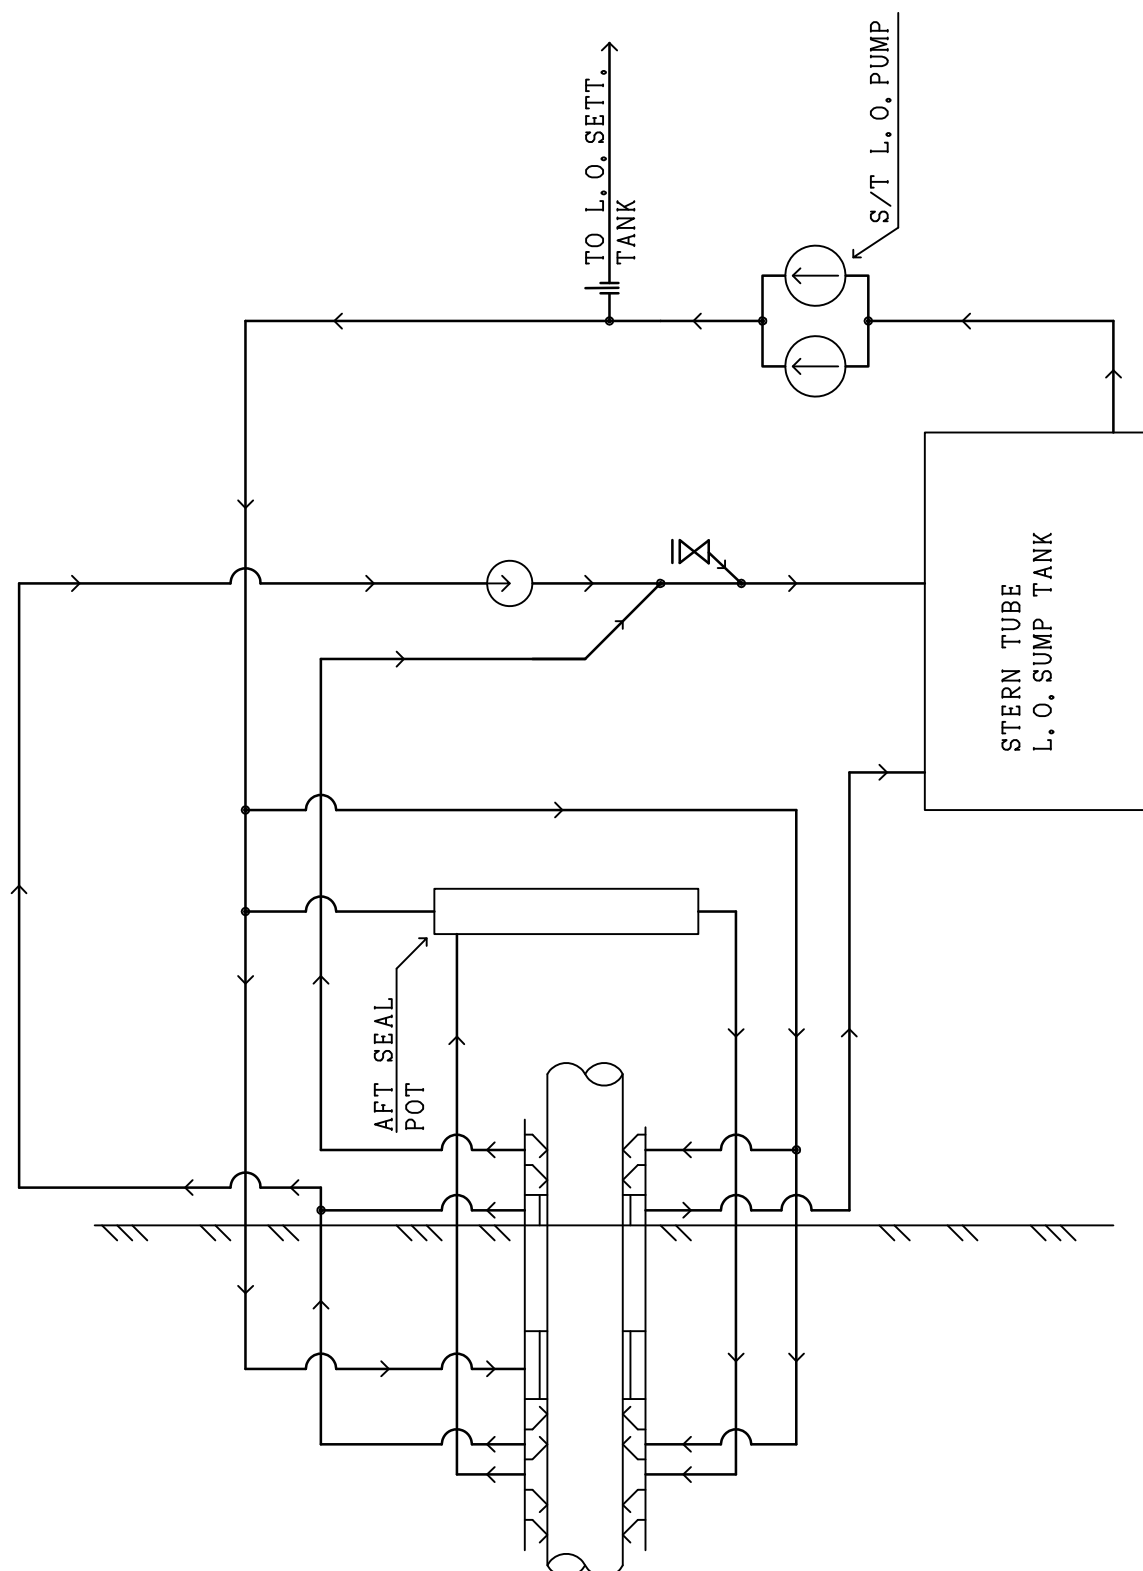 TO L.O.SETT.
TANK
S/T L.O.PUMP
STERN TUBE
L.O.SUMP TANK
AFT SEAL
POT